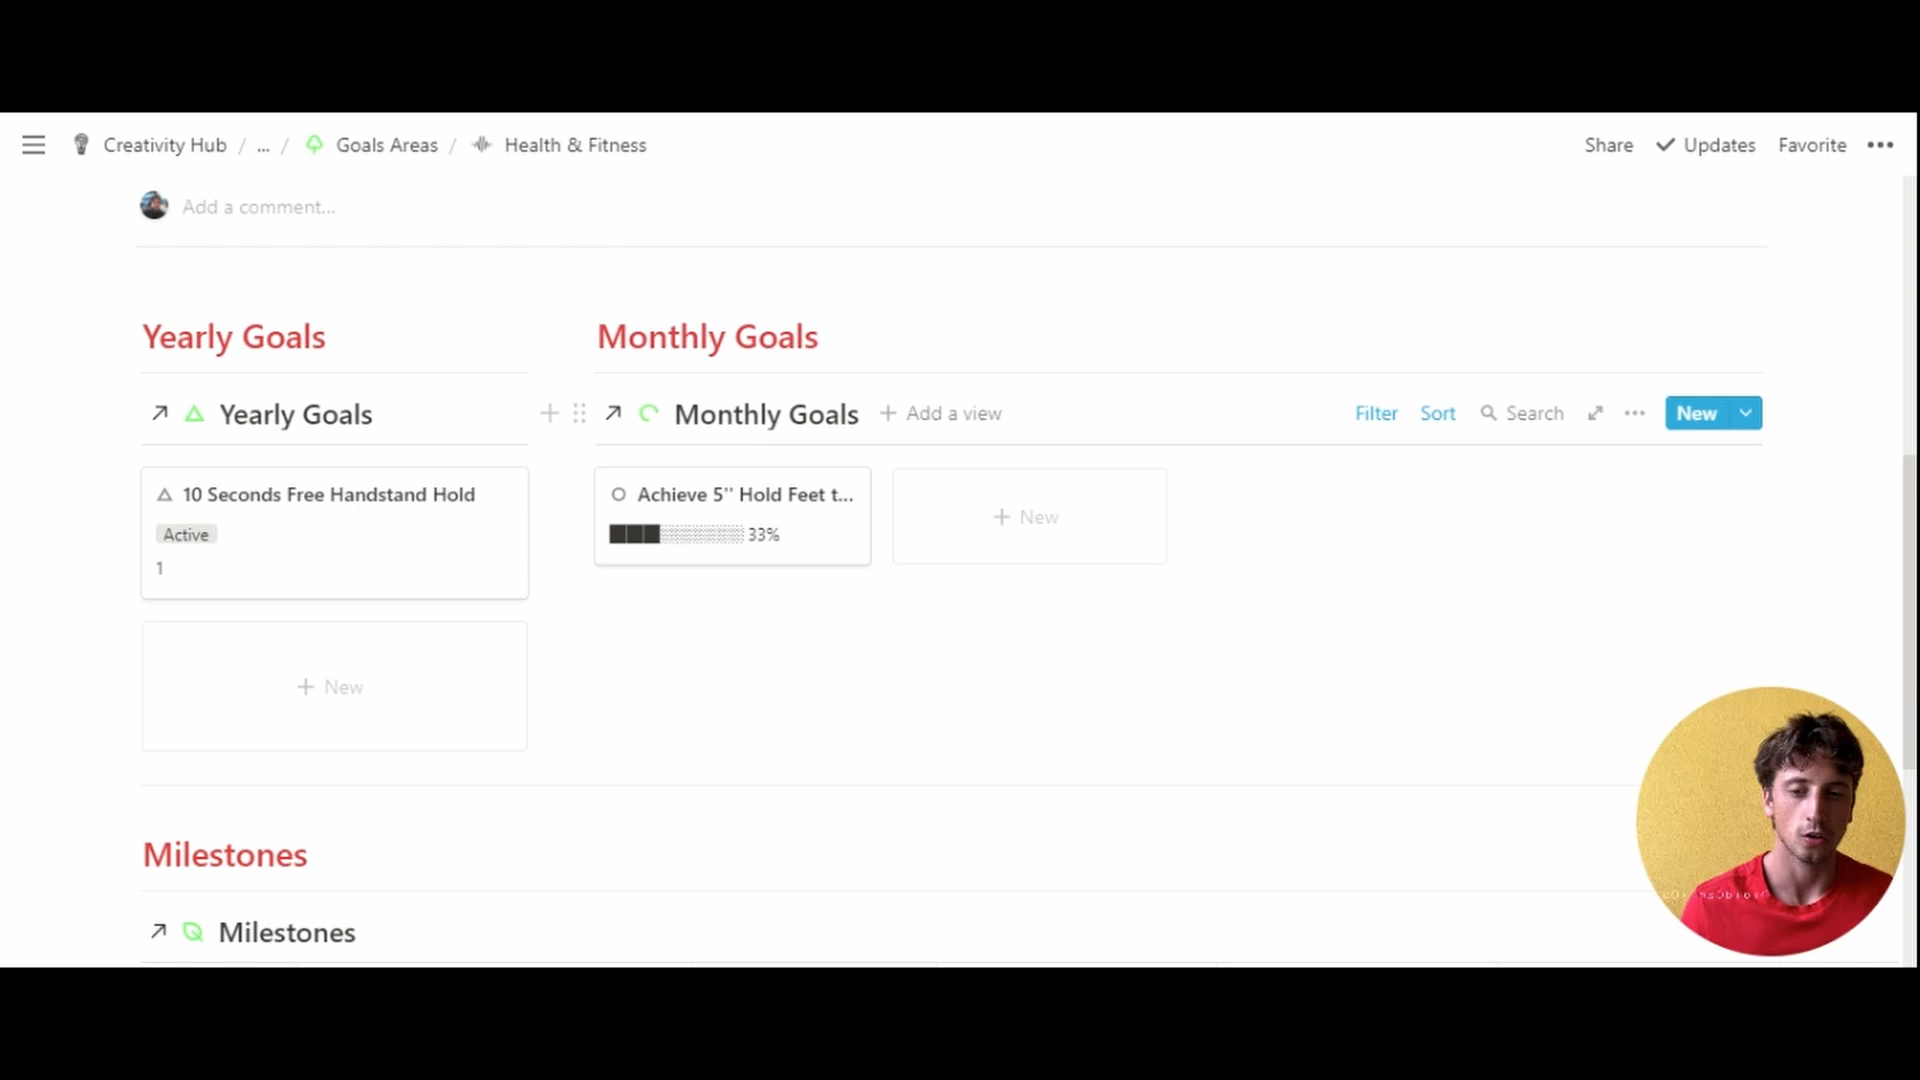 Creativity Hub / ... / Goals Areas / Health & Fitness
Share Updates Favorite
Add a comment...
Yearly Goals
Monthly Goals
Yearly Goals
Monthly Goals + Add a view Filter Sort Search New
10 Seconds Free Handstand Hold
Active
1
Achieve 5'' Hold Feet t...
33%
+ New
+ New
Milestones
Milestones